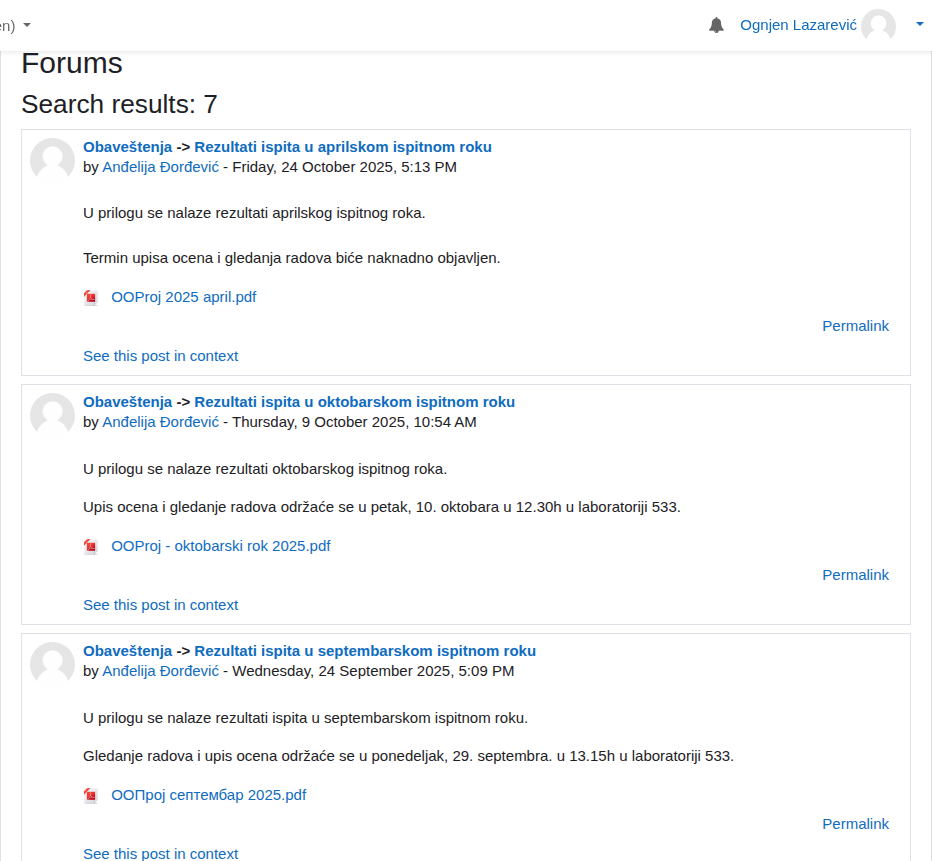 en)
Ognjen Lazarević
Forums
Search results: 7
Obaveštenja -> Rezultati ispita u aprilskom ispitnom roku
by Anđelija Đorđević - Friday, 24 October 2025, 5:13 PM
U prilogu se nalaze rezultati aprilskog ispitnog roka.
Termin upisa ocena i gledanja radova biće naknadno objavljen.
OOProj 2025 april.pdf
Permalink
See this post in context
Obaveštenja -> Rezultati ispita u oktobarskom ispitnom roku
by Anđelija Đorđević - Thursday, 9 October 2025, 10:54 AM
U prilogu se nalaze rezultati oktobarskog ispitnog roka.
Upis ocena i gledanje radova održaće se u petak, 10. oktobara u 12.30h u laboratoriji 533.
OOProj - oktobarski rok 2025.pdf
Permalink
See this post in context
Obaveštenja -> Rezultati ispita u septembarskom ispitnom roku
by Anđelija Đorđević - Wednesday, 24 September 2025, 5:09 PM
U prilogu se nalaze rezultati ispita u septembarskom ispitnom roku.
Gledanje radova i upis ocena održaće se u ponedeljak, 29. septembra. u 13.15h u laboratoriji 533.
ООПрој септембар 2025.pdf
Permalink
See this post in context